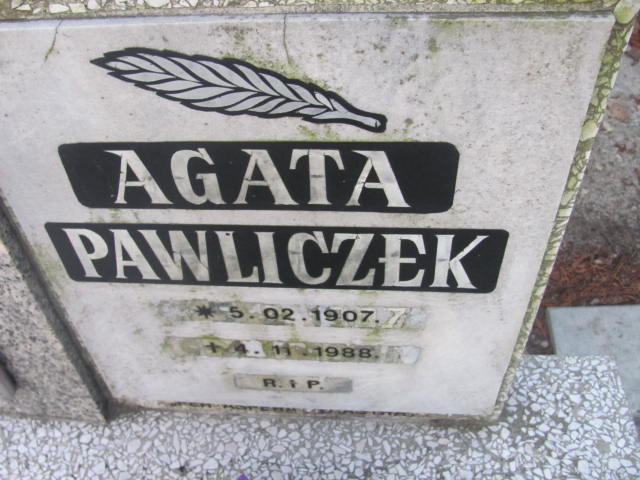 AGATA
PAWLICZEK
* 5. 02. 1907.
+ 4. 11. 1988
R. i P.